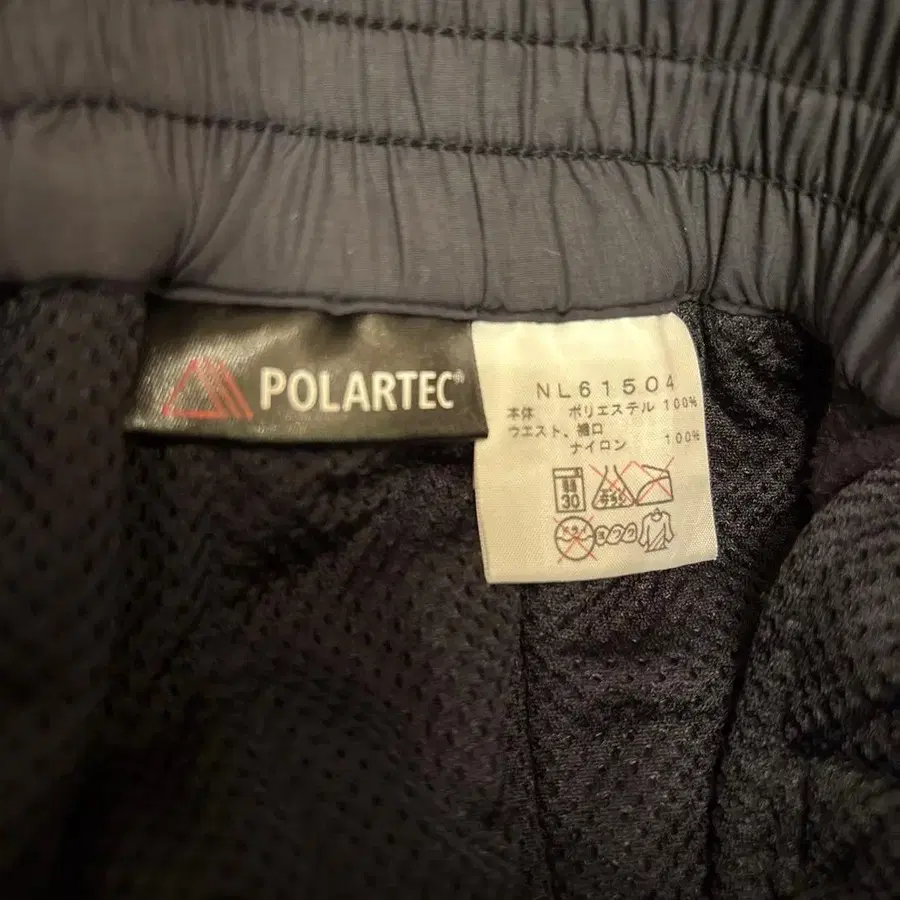 POLARTEC®
NL61504
本体 ポリエステル 100%
ウエスト、裾口
ナイロン 100%
30